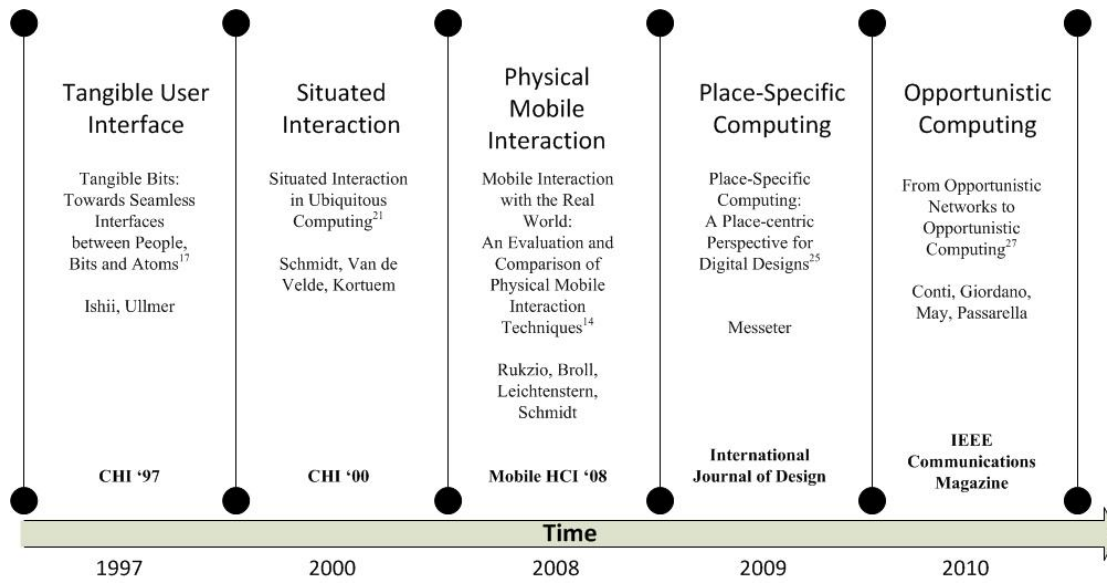 Tangible User
Interface
Tangible Bits:
Towards Seamless
Interfaces
between People,
Bits and Atoms17
Ishii, Ullmer
CHI ‘97
Situated
Interaction
Situated Interaction
in Ubiquitous
Computing21
Schmidt, Van de
Velde, Kortuem
CHI ‘00
Physical
Mobile
Interaction
Mobile Interaction
with the Real
World:
An Evaluation and
Comparison of
Physical Mobile
Interaction
Techniques14
Rukzio, Broll,
Leichtenstern,
Schmidt
Mobile HCI ‘08
Place-Specific
Computing
Place-Specific
Computing:
A Place-centric
Perspective for
Digital Designs25
Messeter
International
Journal of Design
Opportunistic
Computing
From Opportunistic
Networks to
Opportunistic
Computing27
Conti, Giordano,
May, Passarella
IEEE
Communications
Magazine
Time
1997
2000
2008
2009
2010